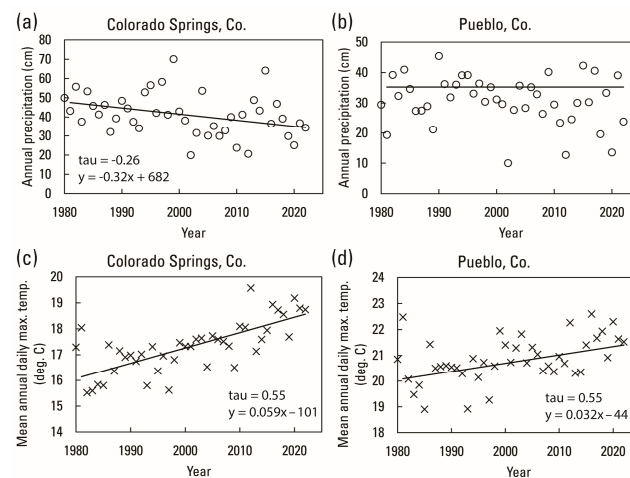 (a) Colorado Springs, Co.
Annual precipitation (cm)
80
70
60
50
40
30
20
10
0
tau = -0.26
y = -0.32x + 682
1980 1990 2000 2010 2020
Year
(b) Pueblo, Co.
Annual precipitation (cm)
50
40
30
20
10
0
1980 1990 2000 2010 2020
Year
(c) Colorado Springs, Co.
Mean annual daily max. temp.
(deg. C)
20
19
18
17
16
15
14
tau = 0.55
y = 0.059x – 101
1980 1990 2000 2010 2020
Year
(d) Pueblo, Co.
Mean annual daily max. temp.
(deg. C)
24
23
22
21
20
19
18
tau = 0.55
y = 0.032x – 44
1980 1990 2000 2010 2020
Year